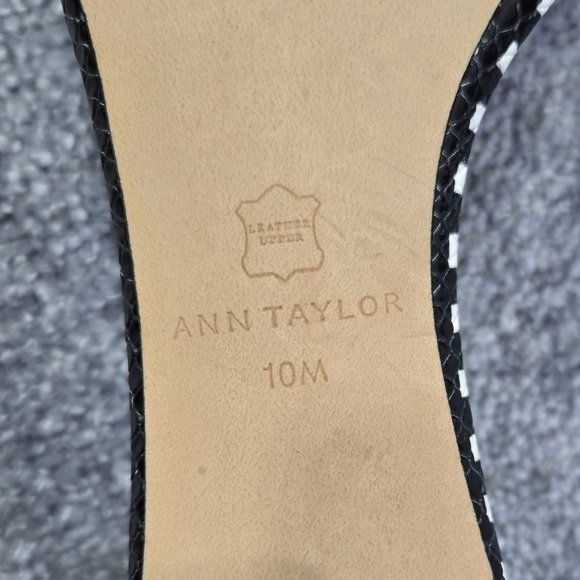 LEATHER
UPPER
ANN TAYLOR
10M